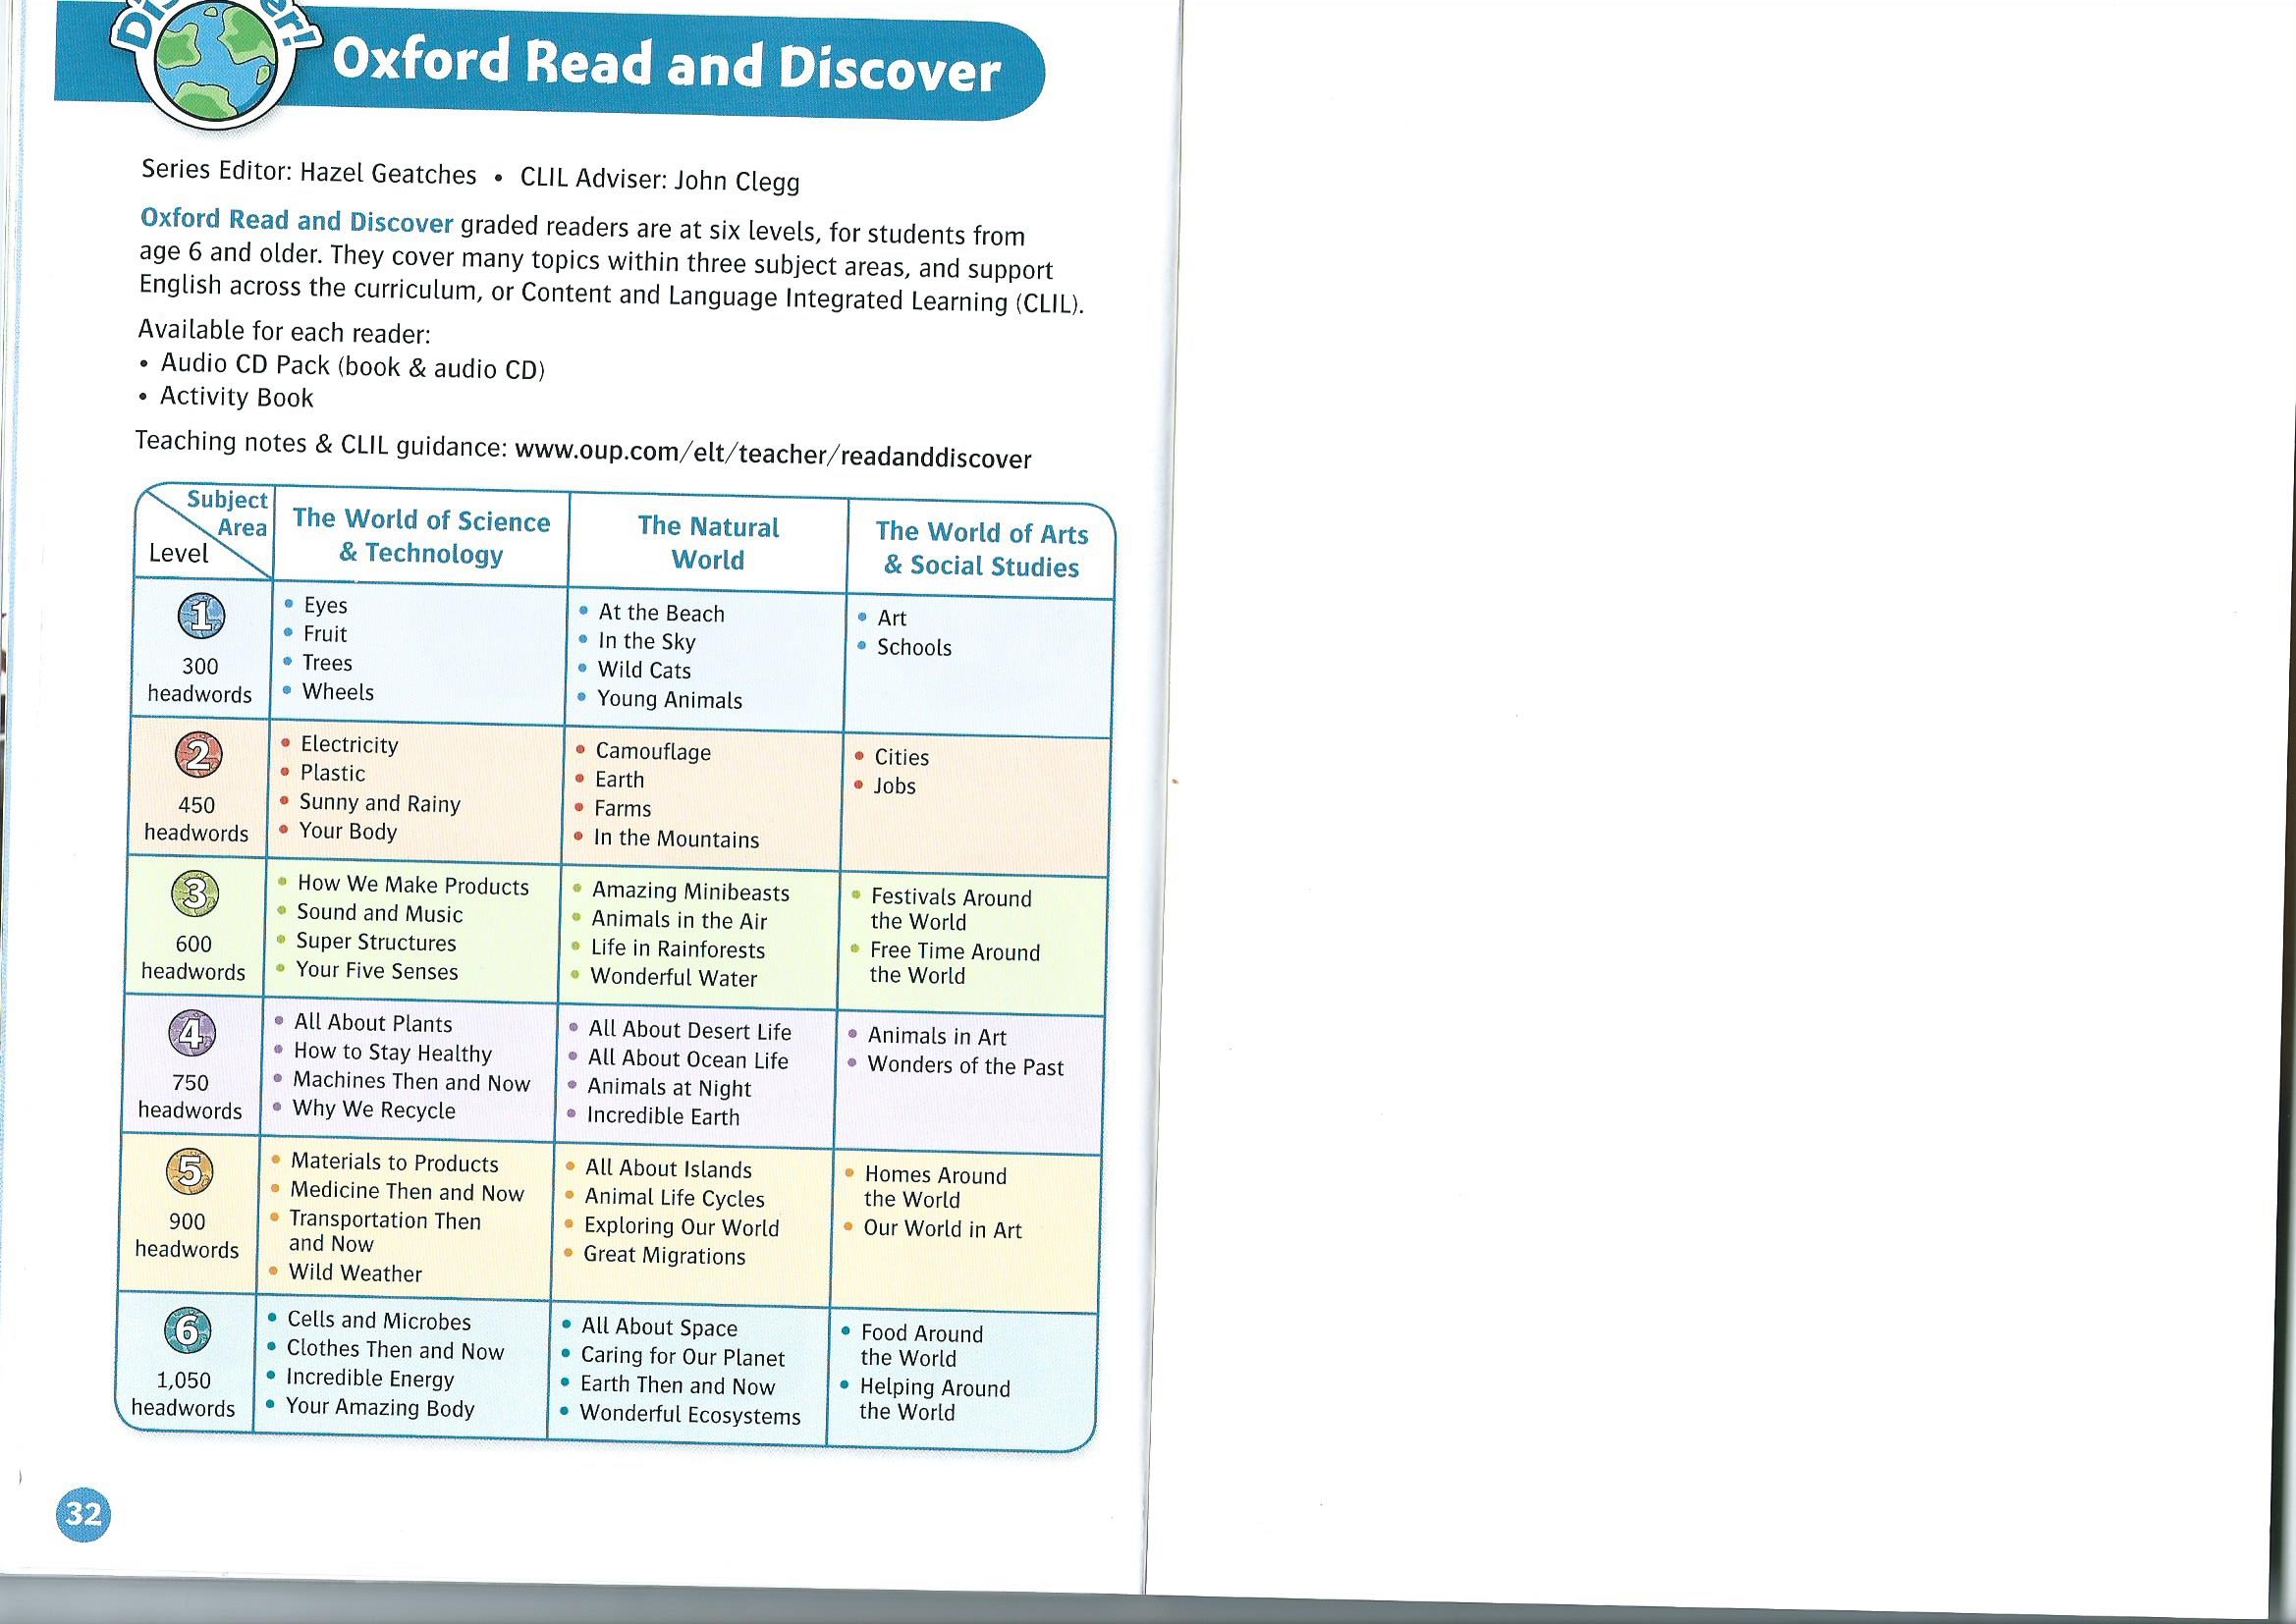 Discover!
Oxford Read and Discover
Series Editor: Hazel Geatches • CLIL Adviser: John Clegg
Oxford Read and Discover graded readers are at six levels, for students from
age 6 and older. They cover many topics within three subject areas, and support
English across the curriculum, or Content and Language Integrated Learning (CLIL).
Available for each reader:
• Audio CD Pack (book & audio CD)
• Activity Book
Teaching notes & CLIL guidance: www.oup.com/elt/teacher/readanddiscover
Subject
Area
Level
The World of Science
& Technology
The Natural
World
The World of Arts
& Social Studies
1
300
headwords
• Eyes
• Fruit
• Trees
• Wheels
• At the Beach
• In the Sky
• Wild Cats
• Young Animals
• Art
• Schools
2
450
headwords
• Electricity
• Plastic
• Sunny and Rainy
• Your Body
• Camouflage
• Earth
• Farms
• In the Mountains
• Cities
• Jobs
3
600
headwords
• How We Make Products
• Sound and Music
• Super Structures
• Your Five Senses
• Amazing Minibeasts
• Animals in the Air
• Life in Rainforests
• Wonderful Water
• Festivals Around
the World
• Free Time Around
the World
4
750
headwords
• All About Plants
• How to Stay Healthy
• Machines Then and Now
• Why We Recycle
• All About Desert Life
• All About Ocean Life
• Animals at Night
• Incredible Earth
• Animals in Art
• Wonders of the Past
5
900
headwords
• Materials to Products
• Medicine Then and Now
• Transportation Then
and Now
• Wild Weather
• All About Islands
• Animal Life Cycles
• Exploring Our World
• Great Migrations
• Homes Around
the World
• Our World in Art
6
1,050
headwords
• Cells and Microbes
• Clothes Then and Now
• Incredible Energy
• Your Amazing Body
• All About Space
• Caring for Our Planet
• Earth Then and Now
• Wonderful Ecosystems
• Food Around
the World
• Helping Around
the World
32